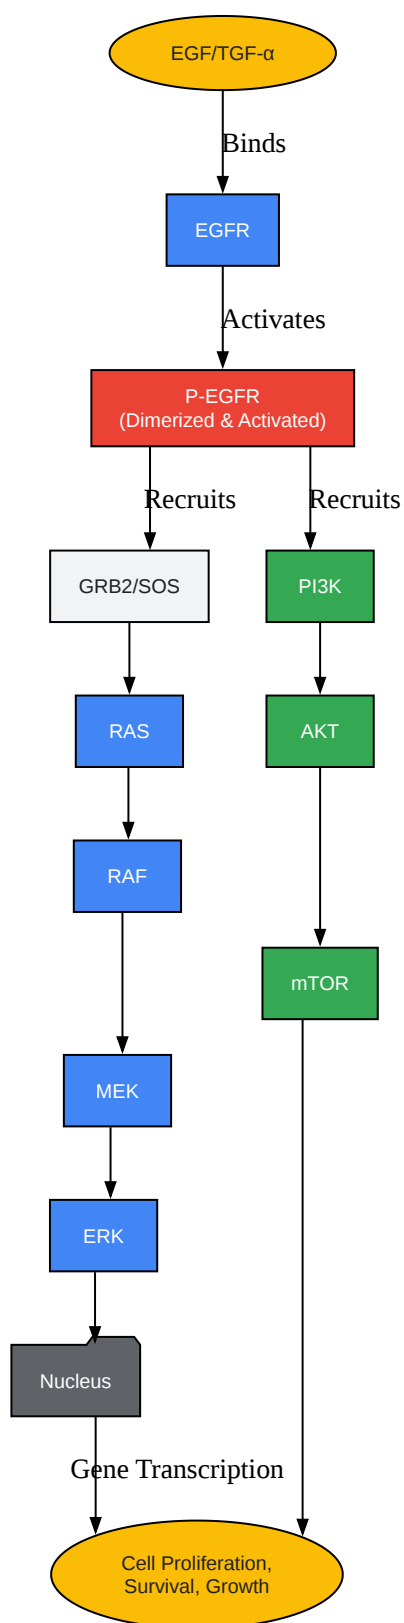 EGF/TGF-α
Binds
EGFR
Activates
P-EGFR
(Dimerized & Activated)
Recruits
Recruits
GRB2/SOS
PI3K
RAS
AKT
RAF
mTOR
MEK
ERK
Nucleus
Gene Transcription
Cell Proliferation,
Survival, Growth